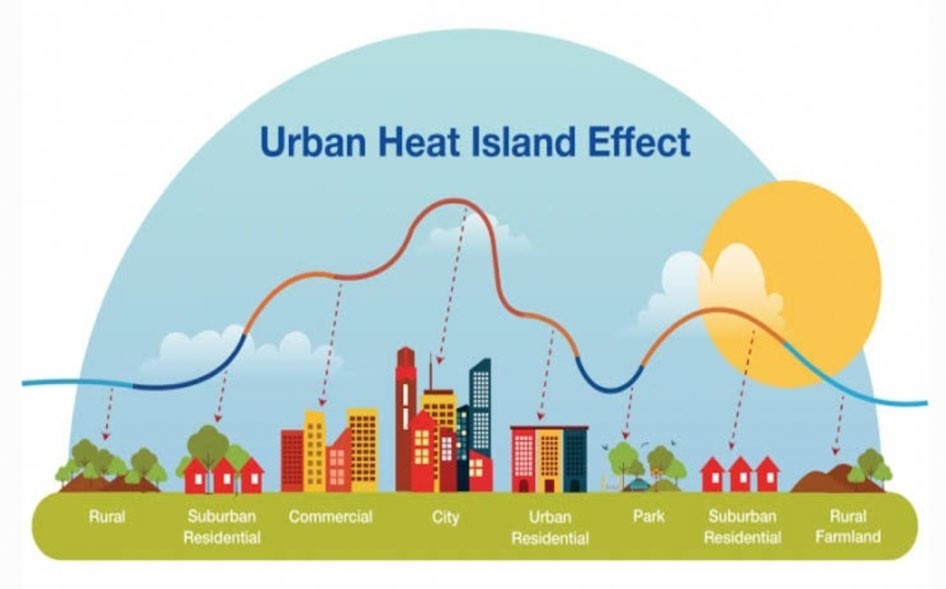 Urban Heat Island Effect
Rural
Suburban
Residential
Commercial
City
Urban
Residential
Park
Suburban
Residential
Rural
Farmland